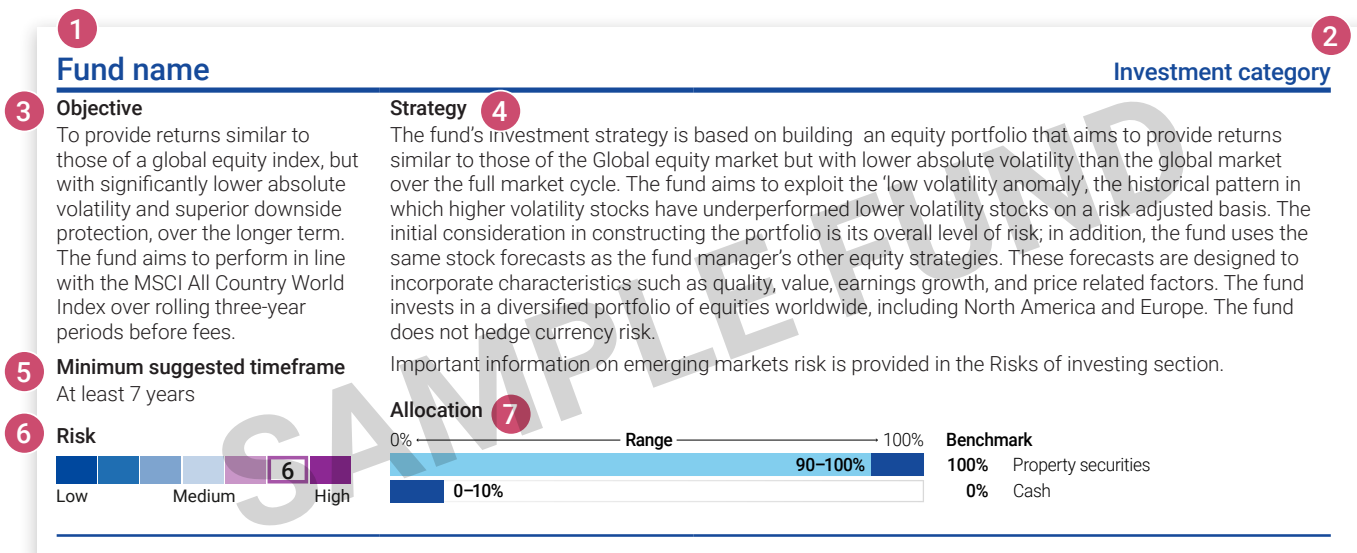 1
2
Fund name
Investment category
3
Objective
To provide returns similar to
those of a global equity index, but
with significantly lower absolute
volatility and superior downside
protection, over the longer term.
The fund aims to perform in line
with the MSCI All Country World
Index over rolling three-year
periods before fees.
5
Minimum suggested timeframe
At least 7 years
6
Risk
6
Low Medium High
Strategy 4
The fund's investment strategy is based on building an equity portfolio that aims to provide returns
similar to those of the Global equity market but with lower absolute volatility than the global market
over the full market cycle. The fund aims to exploit the 'low volatility anomaly', the historical pattern in
which higher volatility stocks have underperformed lower volatility stocks on a risk adjusted basis. The
initial consideration in constructing the portfolio is its overall level of risk; in addition, the fund uses the
same stock forecasts as the fund manager's other equity strategies. These forecasts are designed to
incorporate characteristics such as quality, value, earnings growth, and price related factors. The fund
invests in a diversified portfolio of equities worldwide, including North America and Europe. The fund
does not hedge currency risk.
Important information on emerging markets risk is provided in the Risks of investing section.
Allocation 7
0% Range 100% Benchmark
90–100% 100% Property securities
0–10% 0% Cash
SAMPLE FUND